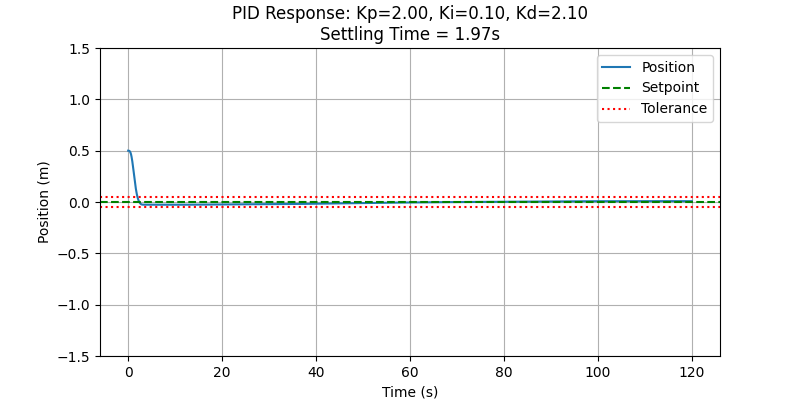 PID Response: Kp=2.00, Ki=0.10, Kd=2.10
Settling Time = 1.97s
Position
Setpoint
Tolerance
1.5
1.0
0.5
0.0
−0.5
−1.0
−1.5
Position (m)
0 20 40 60 80 100 120
Time (s)